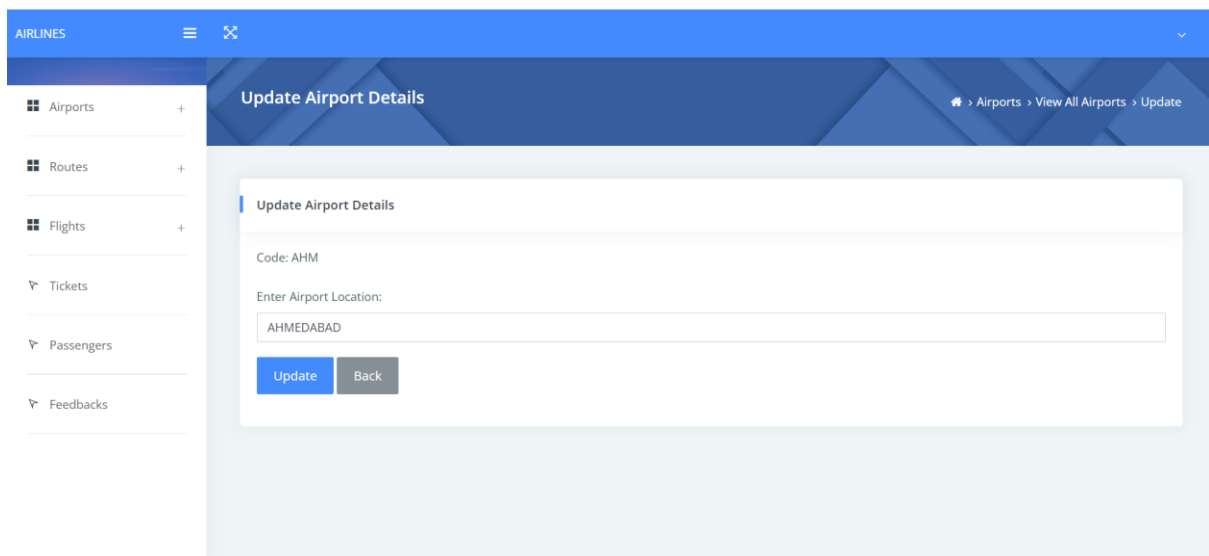 AIRLINES
Update Airport Details
> Airports > View All Airports > Update
Airports
Routes
Flights
Tickets
Passengers
Feedbacks
Update Airport Details
Code: AHM
Enter Airport Location:
AHMEDABAD
Update Back